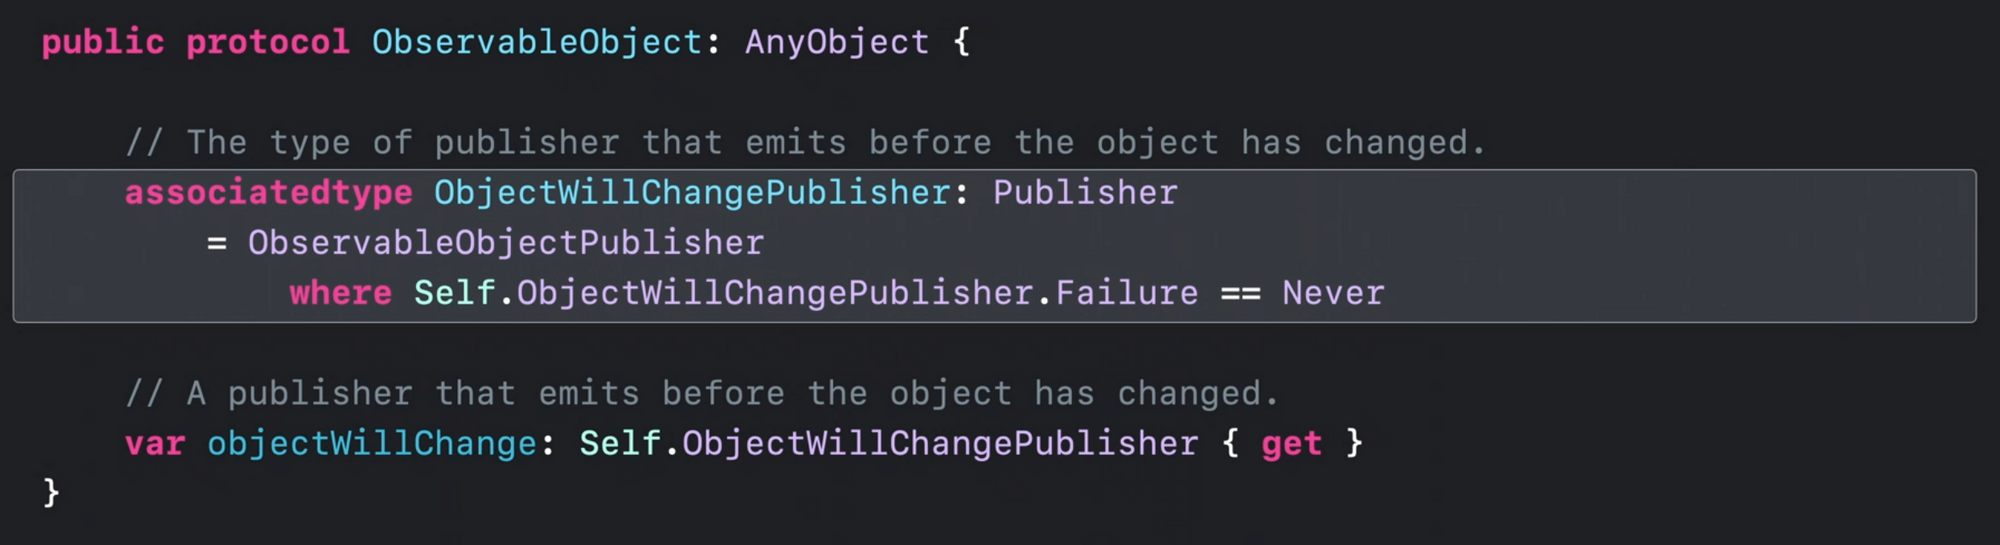 public protocol ObservableObject: AnyObject {
// The type of publisher that emits before the object has changed.
associatedtype ObjectWillChangePublisher: Publisher
= ObservableObjectPublisher
where Self.ObjectWillChangePublisher.Failure == Never
// A publisher that emits before the object has changed.
var objectWillChange: Self.ObjectWillChangePublisher { get }
}